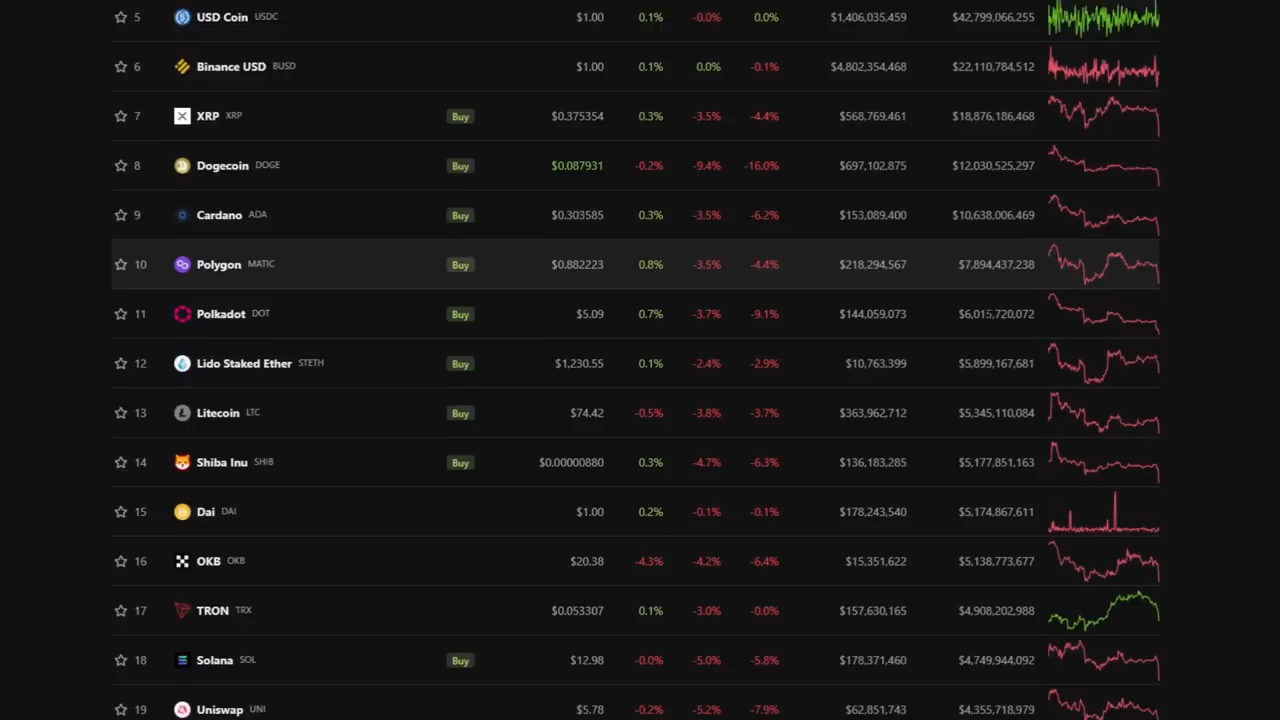 5 USD Coin USDC $1.00 0.1% -0.0% 0.0% $1,406,035,459 $42,799,066,255
6 Binance USD BUSD $1.00 0.1% 0.0% -0.1% $4,802,354,468 $22,110,784,512
7 XRP XRP Buy $0.375354 0.3% -3.5% -4.4% $568,769,461 $18,876,186,468
8 Dogecoin DOGE Buy $0.087931 -0.2% -9.4% -16.0% $697,102,875 $12,030,525,297
9 Cardano ADA Buy $0.303585 0.3% -3.5% -6.2% $153,089,400 $10,638,006,469
10 Polygon MATIC Buy $0.882223 0.8% -3.5% -4.4% $218,294,567 $7,894,437,238
11 Polkadot DOT Buy $5.09 0.7% -3.7% -9.1% $144,059,073 $6,015,720,072
12 Lido Staked Ether STETH Buy $1,230.55 0.1% -2.4% -2.9% $10,763,399 $5,899,167,681
13 Litecoin LTC Buy $74.42 -0.5% -3.8% -3.7% $363,962,712 $5,345,110,084
14 Shiba Inu SHIB Buy $0.00000880 0.3% -4.7% -6.3% $136,183,285 $5,177,851,163
15 Dai DAI $1.00 0.2% -0.1% -0.1% $178,243,540 $5,174,867,611
16 OKB OKB $20.38 -4.3% -4.2% -6.4% $15,351,622 $5,138,773,677
17 TRON TRX $0.053307 0.1% -3.0% -0.0% $157,630,165 $4,908,202,988
18 Solana SOL Buy $12.98 -0.0% -5.0% -5.8% $178,371,460 $4,749,944,092
19 Uniswap UNI $5.78 -0.2% -5.2% -7.9% $62,851,743 $4,355,718,979